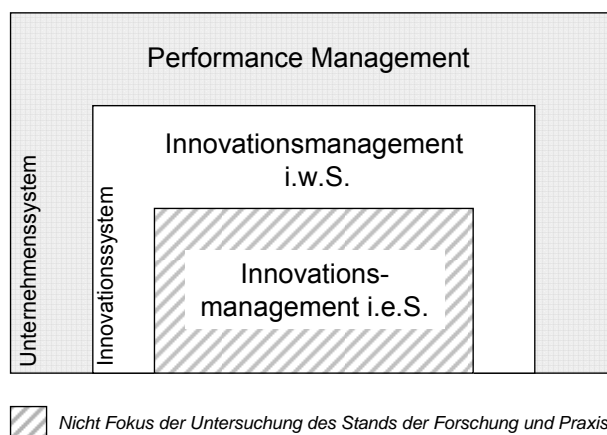 Performance Management
Innovationsmanagement
i.w.S.
Innovations-
management i.e.S.
Unternehmenssystem
Innovationssystem
Nicht Fokus der Untersuchung des Stands der Forschung und Praxis